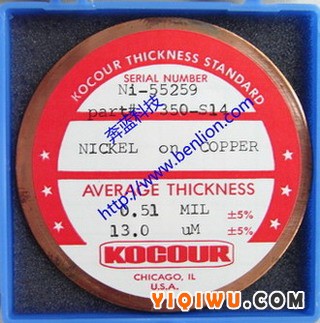 KOCOUR THICKNESS STANDARD
SERIAL NUMBER
Ni-55259
350-S14
NICKEL on COPPER
AVERAGE THICKNESS
0.51 MIL ±5%
13.0 uM ±5%
KOCOUR
CHICAGO, IL
U.S.A.
奔蓝科技
http://www.benlion.com
YIQIWU.COM